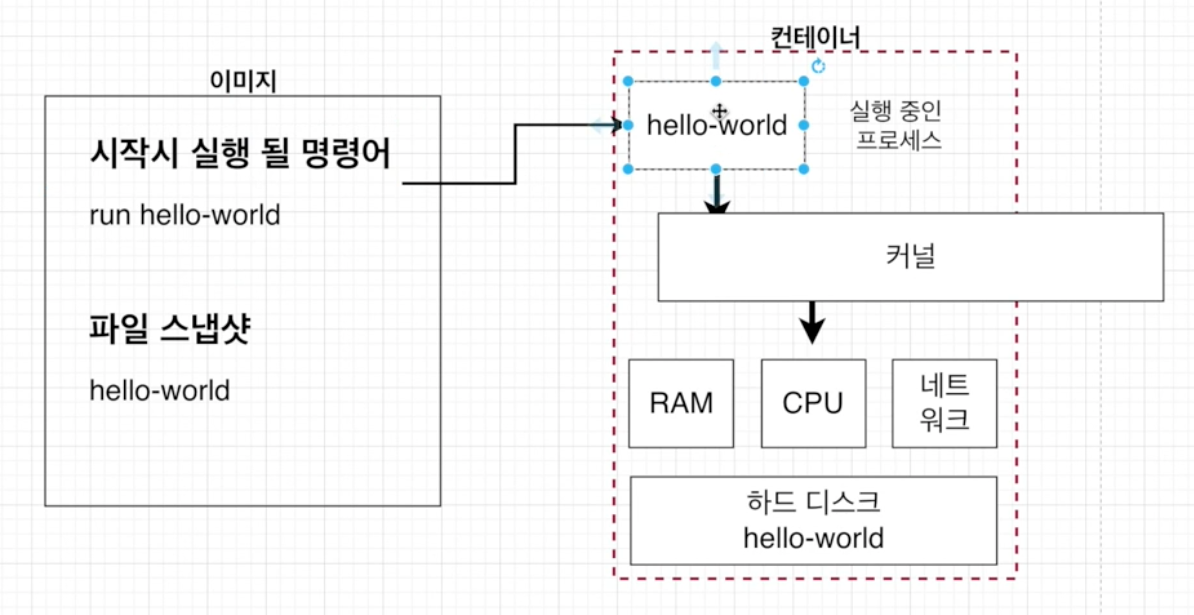 이미지
시작시 실행 될 명령어
run hello-world
파일 스냅샷
hello-world
컨테이너
hello-world
실행 중인
프로세스
커널
RAM
CPU
네트
워크
하드 디스크
hello-world